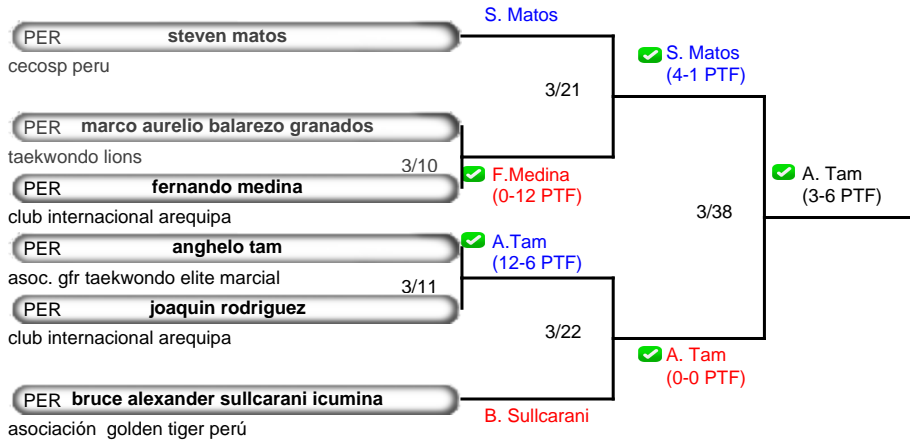 S. Matos
PER steven matos
cecosp peru
S. Matos
(4-1 PTF)
3/21
PER marco aurelio balarezo granados
taekwondo lions
3/10
F.Medina
(0-12 PTF)
A. Tam
(3-6 PTF)
PER fernando medina
club internacional arequipa
3/38
PER anghelo tam
A.Tam
(12-6 PTF)
asoc. gfr taekwondo elite marcial
3/11
PER joaquin rodriguez
club internacional arequipa
3/22
A. Tam
(0-0 PTF)
PER bruce alexander sullcarani icumina
B. Sullcarani
asociación  golden tiger perú